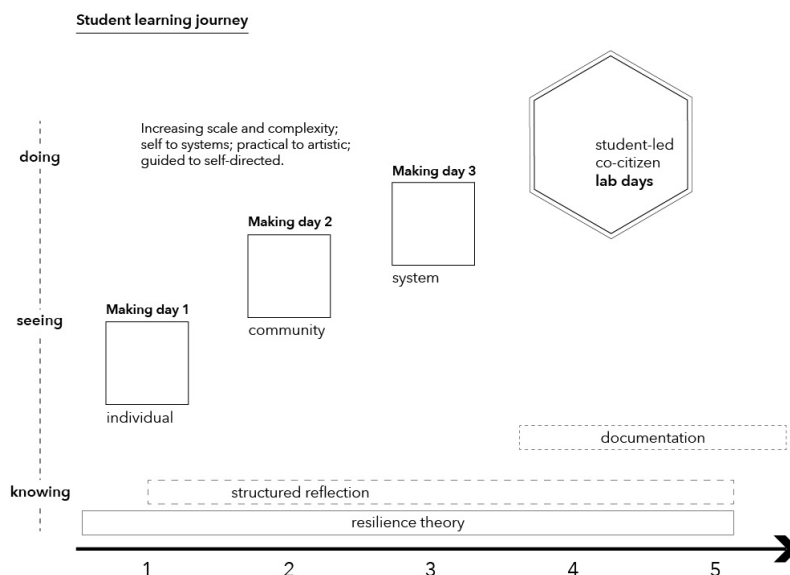 Student learning journey
Increasing scale and complexity;
self to systems; practical to artistic;
guided to self-directed.
doing
student-led
co-citizen
lab days
Making day 3
system
Making day 2
community
seeing
Making day 1
individual
documentation
knowing
structured reflection
resilience theory
1 2 3 4 5